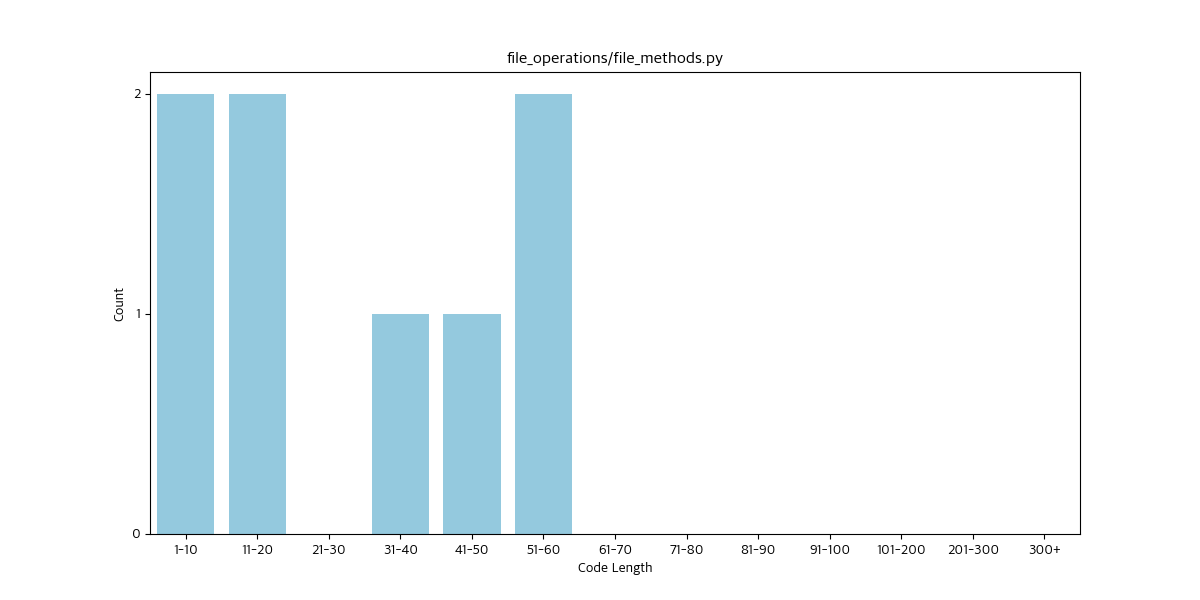 file_operations/file_methods.py
Count
2
1
0
1-10 11-20 21-30 31-40 41-50 51-60 61-70 71-80 81-90 91-100 101-200 201-300 300+
Code Length